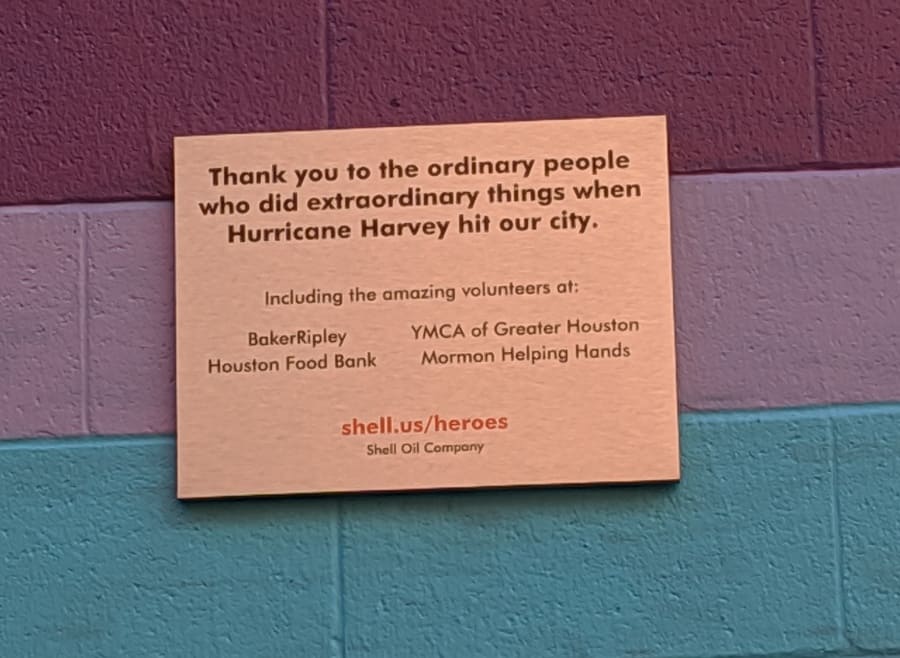 Thank you to the ordinary people
who did extraordinary things when
Hurricane Harvey hit our city.
Including the amazing volunteers at:
BakerRipley
Houston Food Bank
YMCA of Greater Houston
Mormon Helping Hands
shell.us/heroes
Shell Oil Company